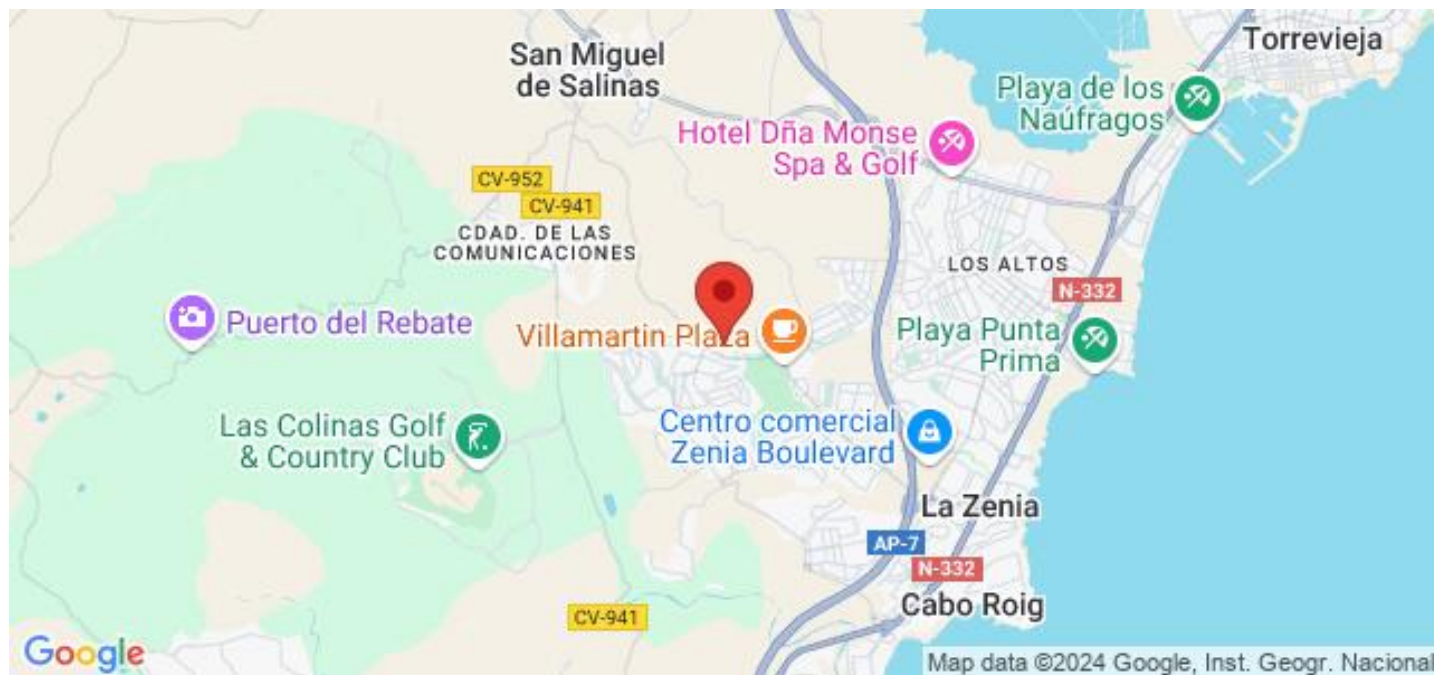 San Miguel
de Salinas
Torrevieja
Playa de los
Naúfragos
Hotel Dña Monse
Spa & Golf
CV-952
CV-941
CDAD. DE LAS
COMUNICACIONES
LOS ALTOS
N-332
Puerto del Rebate
Villamartin Plaza
Playa Punta
Prima
Las Colinas Golf
& Country Club
Centro comercial
Zenia Boulevard
La Zenia
AP-7
N-332
Cabo Roig
CV-941
Google
Map data ©2024 Google, Inst. Geogr. Nacional